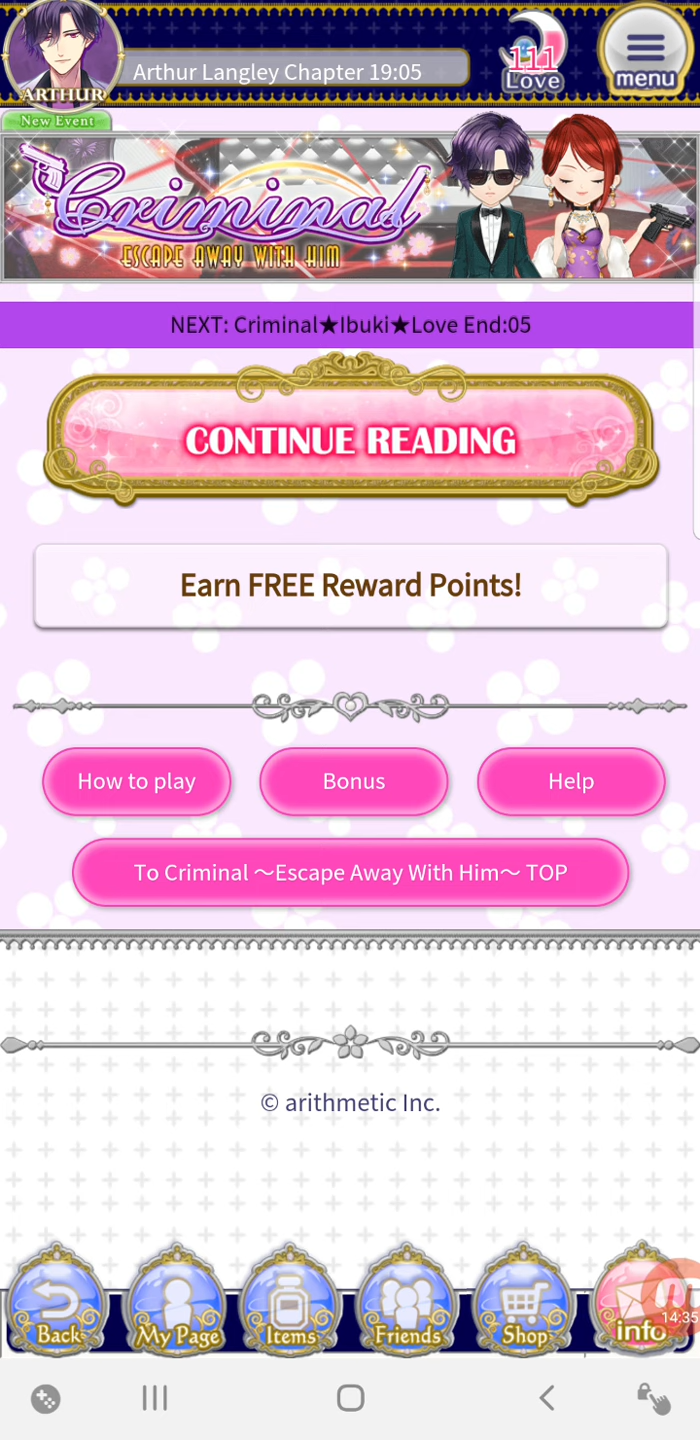 Arthur Langley Chapter 19:05
111
Love
menu
ARTHUR
New Event
Criminal
ESCAPE AWAY WITH HIM
NEXT: Criminal★Ibuki★Love End:05
CONTINUE READING
Earn FREE Reward Points!
How to play
Bonus
Help
To Criminal ～Escape Away With Him～ TOP
© arithmetic Inc.
Back
My Page
Items
Friends
Shop
info
14:35